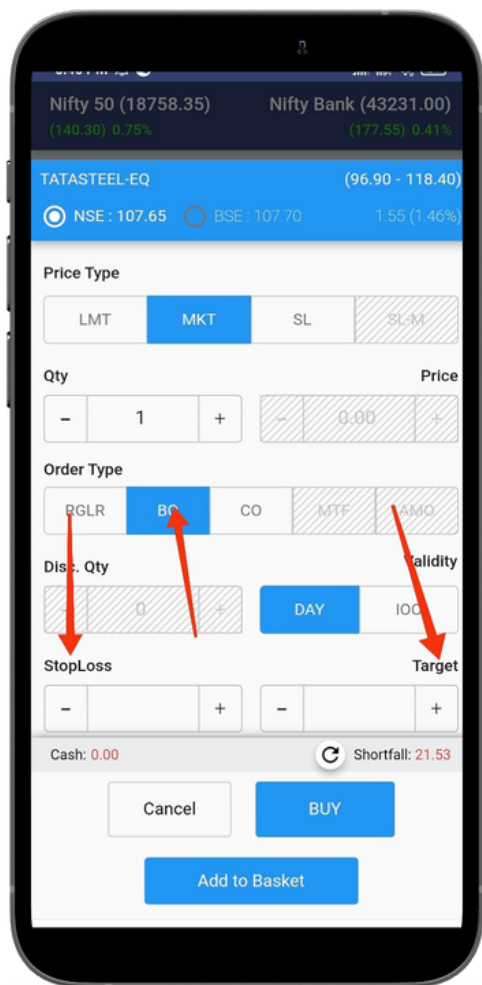 Nifty 50 (18758.35) Nifty Bank (43231.00)
(140.30) 0.75% (177.55) 0.41%
TATASTEEL-EQ (96.90 - 118.40)
NSE : 107.65 BSE : 107.70 1.55 (1.46%)
Price Type
LMT MKT SL SL-M
Qty Price
- 1 + - 0.00 +
Order Type
RGLR BO CO MTF AMO
Disc. Qty Validity
- 0 + DAY IOC
StopLoss Target
- + - +
Cash: 0.00 Shortfall: 21.53
Cancel BUY
Add to Basket